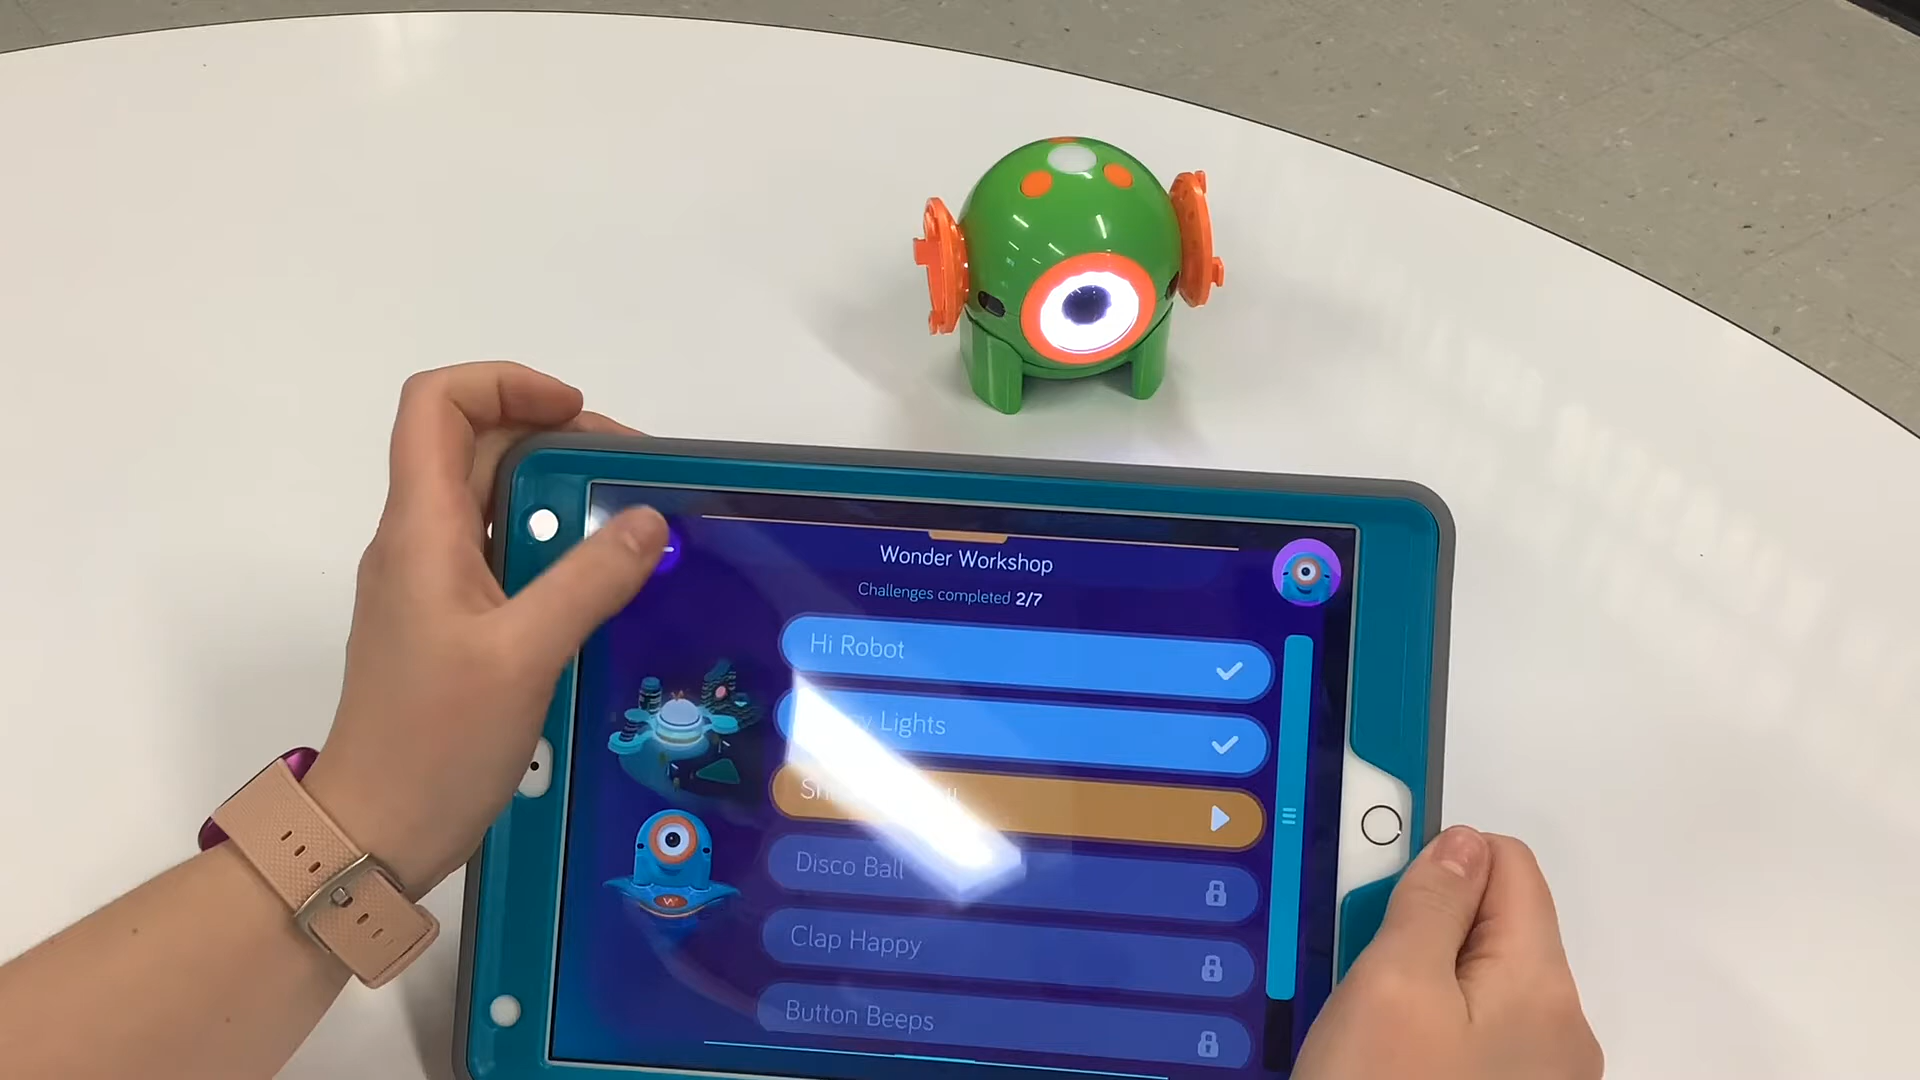 Wonder Workshop
Challenges completed 2/7
Hi Robot
Lights
Disco Ball
Clap Happy
Button Beeps